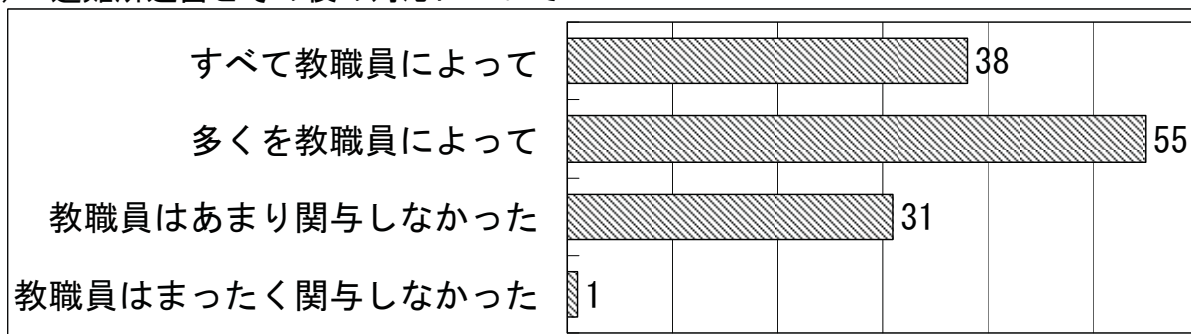 すべて教職員によって 38
多くを教職員によって 55
教職員はあまり関与しなかった 31
教職員はまったく関与しなかった 1